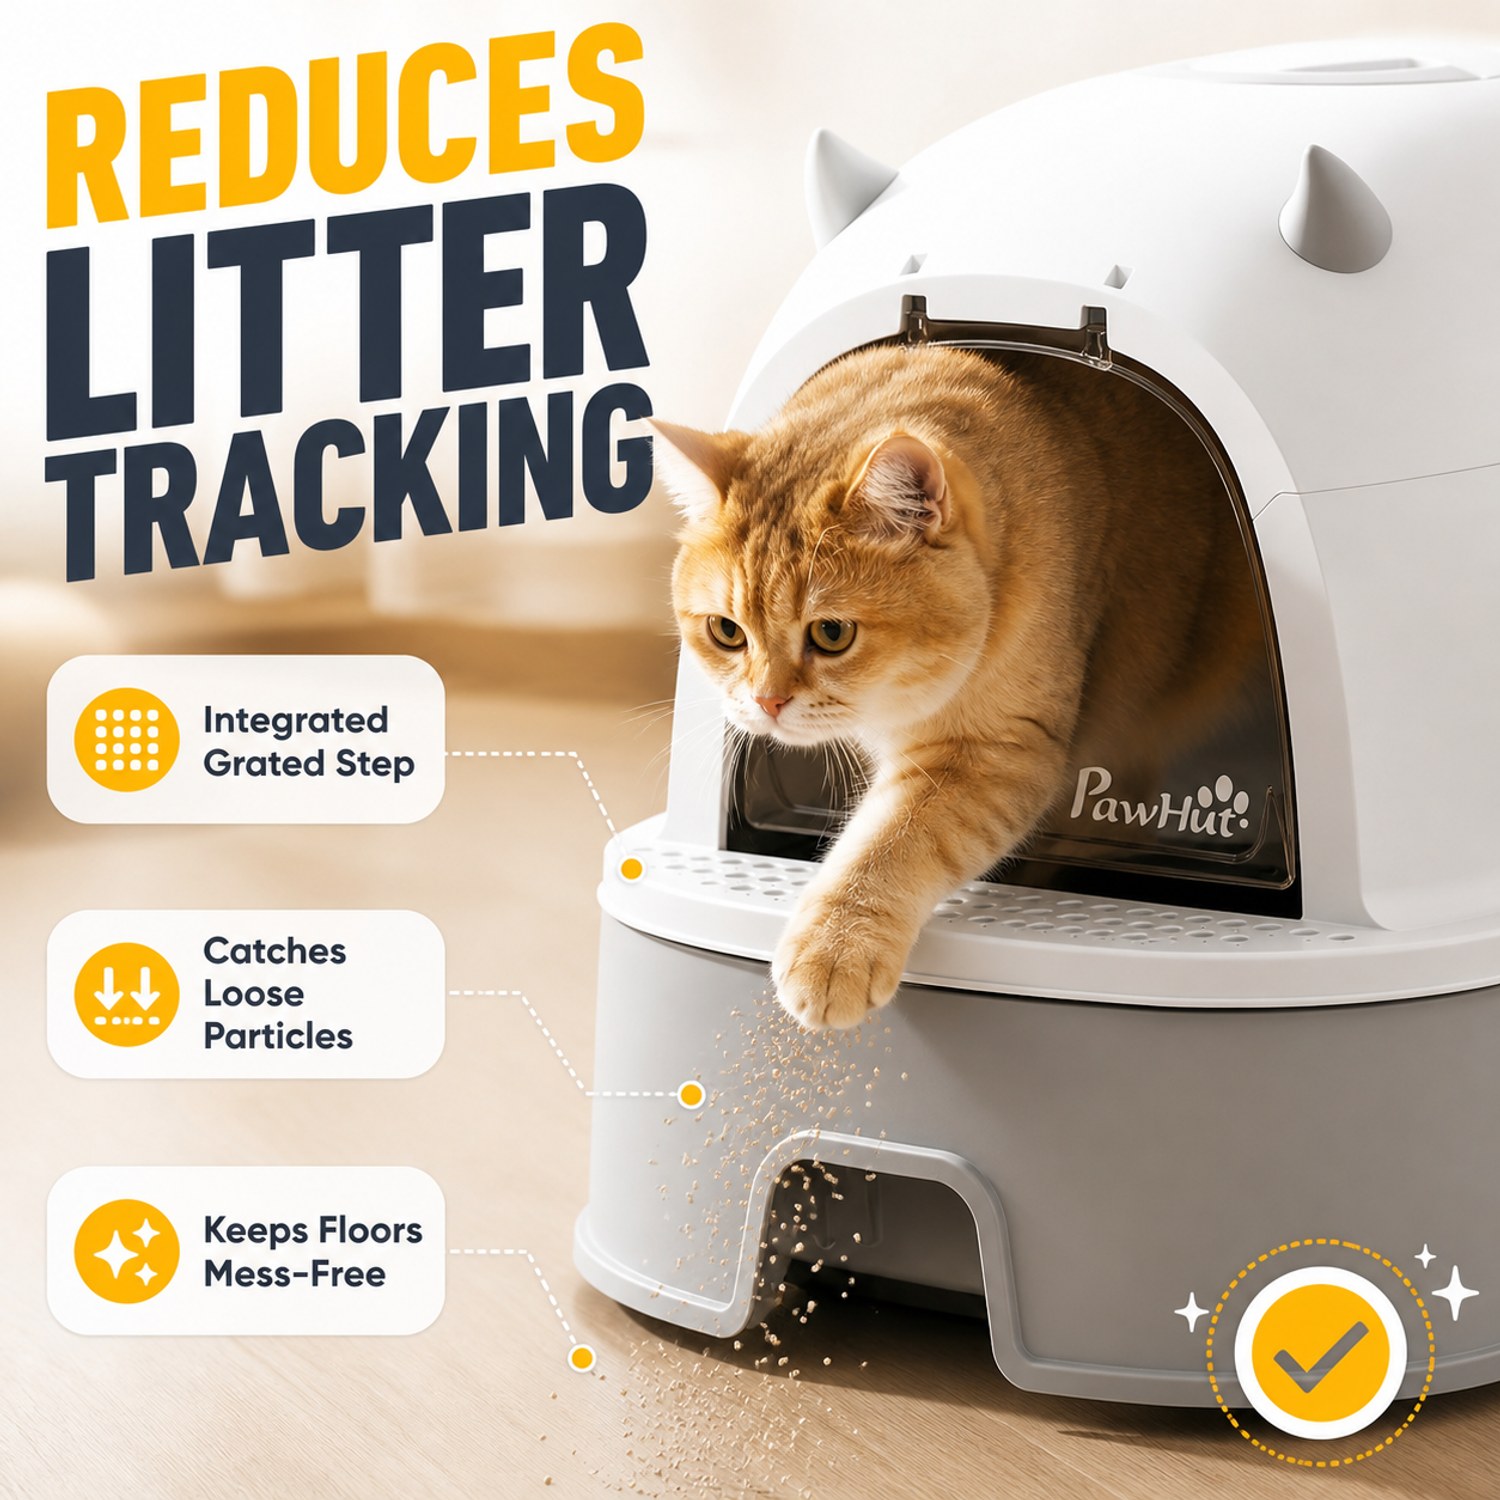 REDUCES
LITTER
TRACKING
Integrated
Grated Step
Catches
Loose
Particles
Keeps Floors
Mess-Free
PawHut